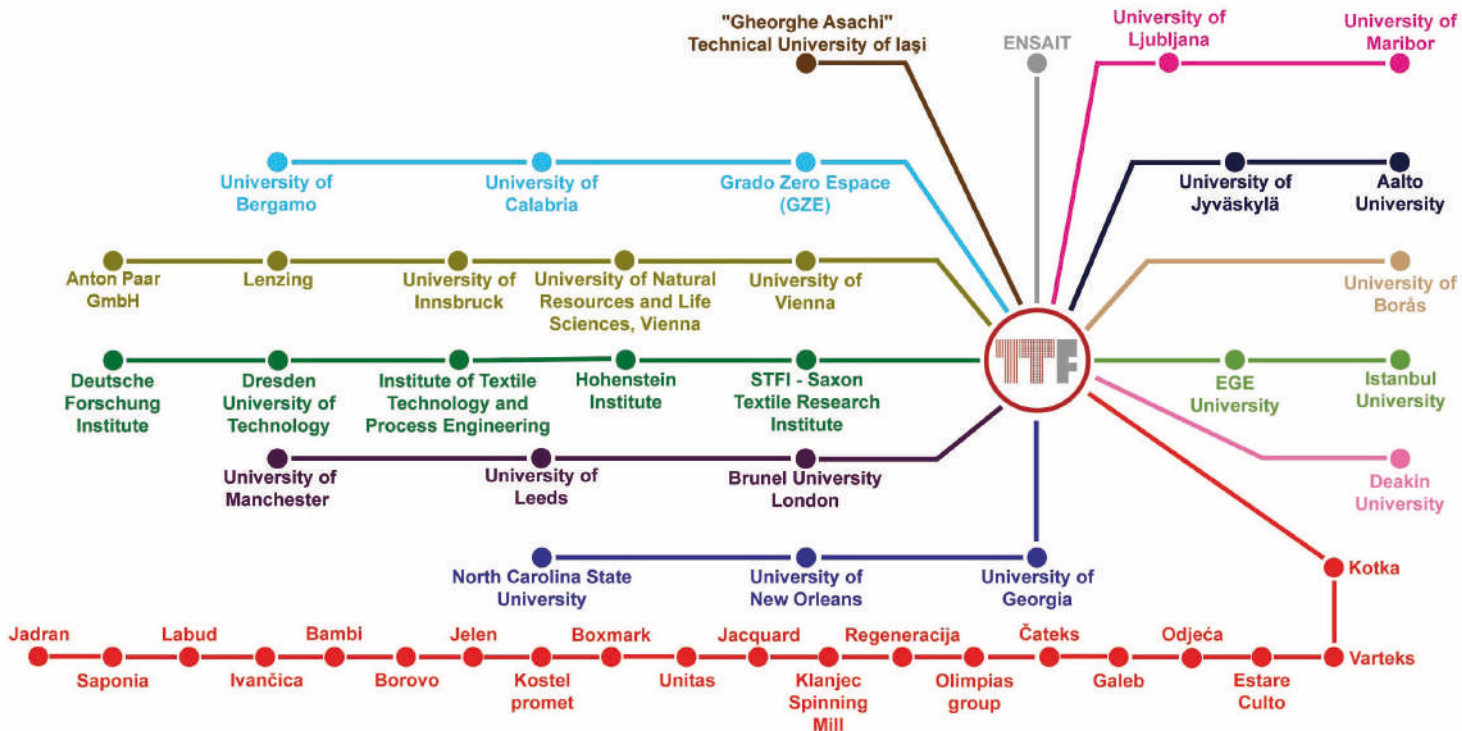 "Gheorghe Asachi"
Technical University of Iaşi
ENSAIT
University of
Ljubljana
University of
Maribor
University of
Bergamo
University of
Calabria
Grado Zero Espace
(GZE)
University of
Jyväskylä
Aalto
University
Anton Paar
GmbH
Lenzing
University of
Innsbruck
University of Natural
Resources and Life
Sciences, Vienna
University of
Vienna
University of
Borås
TTF
Deutsche
Forschung
Institute
Dresden
University of
Technology
Institute of Textile
Technology and
Process Engineering
Hohenstein
Institute
STFI - Saxon
Textile Research
Institute
EGE
University
Istanbul
University
University of
Manchester
University of
Leeds
Brunel University
London
Deakin
University
North Carolina State
University
University of
New Orleans
University of
Georgia
Kotka
Jadran
Labud
Bambi
Jelen
Boxmark
Jacquard
Regeneracija
Čateks
Odjeća
Varteks
Saponia
Ivančica
Borovo
Kostel
promet
Unitas
Klanjec
Spinning
Mill
Olimpias
group
Galeb
Estare
Culto